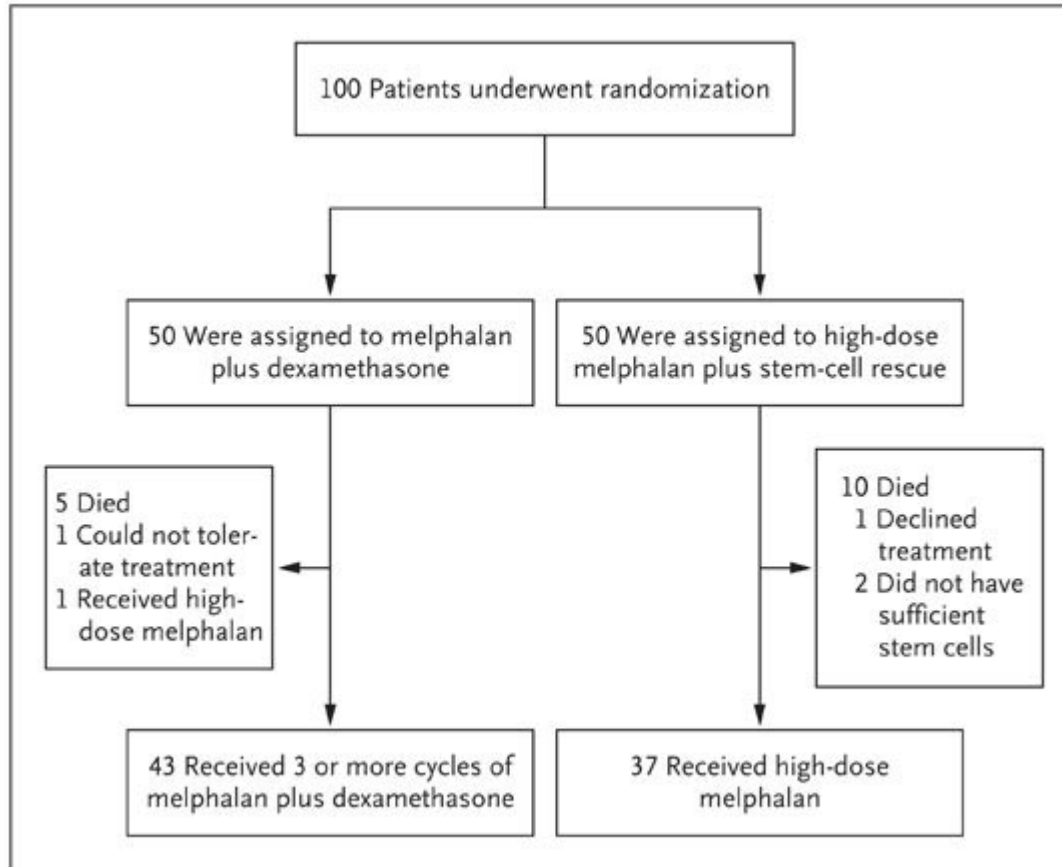 100 Patients underwent randomization
50 Were assigned to melphalan
plus dexamethasone
50 Were assigned to high-dose
melphalan plus stem-cell rescue
5 Died
1 Could not toler-
ate treatment
1 Received high-
dose melphalan
10 Died
1 Declined
treatment
2 Did not have
sufficient
stem cells
43 Received 3 or more cycles of
melphalan plus dexamethasone
37 Received high-dose
melphalan